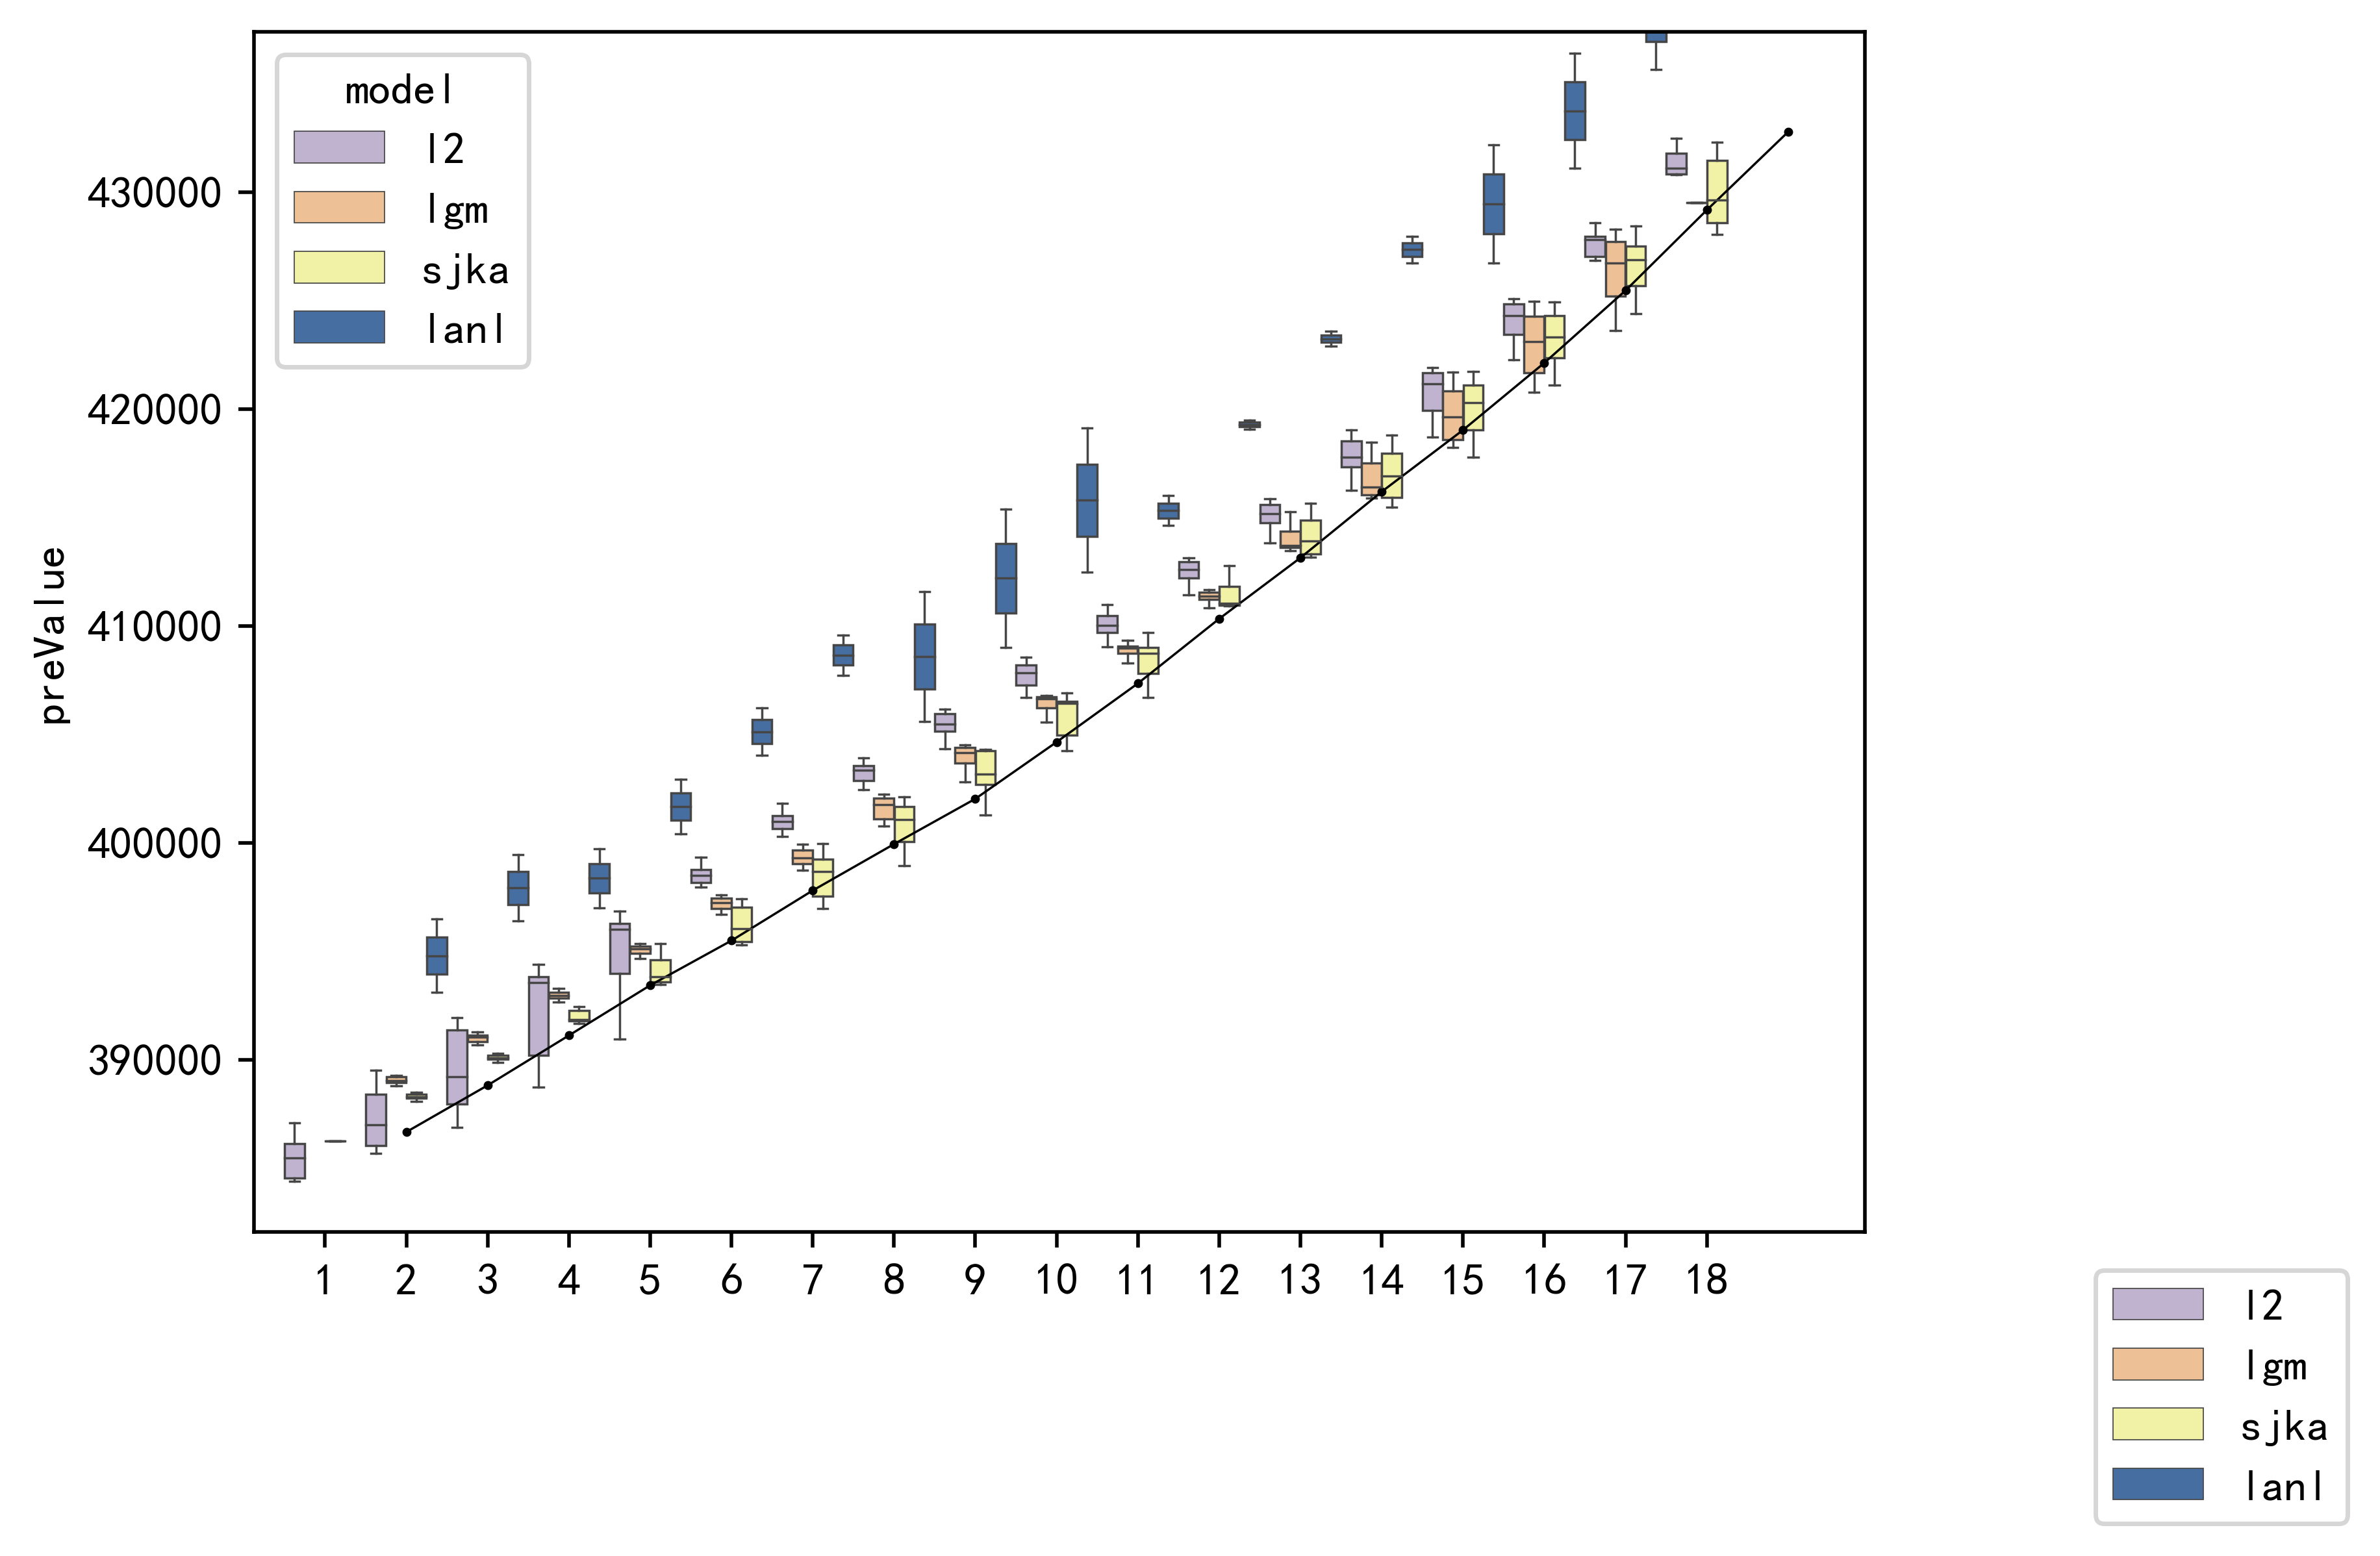 model
l2
lgm
sjka
lanl
430000
420000
410000
400000
390000
preValue
1 2 3 4 5 6 7 8 9 10 11 12 13 14 15 16 17 18
l2
lgm
sjka
lanl